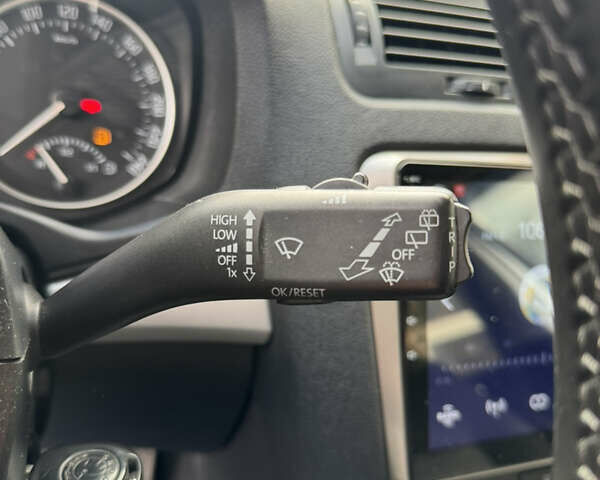 HIGH
LOW
OFF
1x
OFF
TRIP
OK/RESET